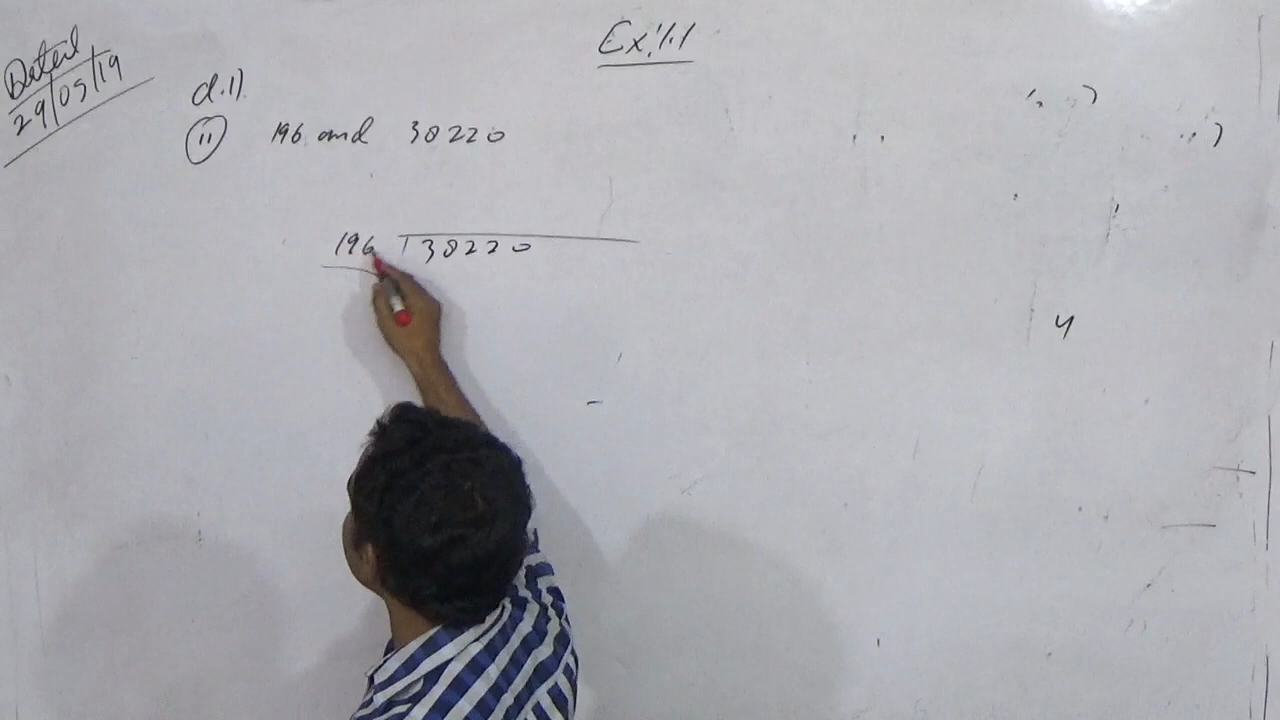 Ex:1.1
Dated
29/05/19
Q.1)
(ii) 196 and 38220
196 38220
4